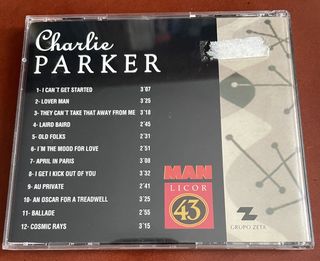 Charlie
PARKER
1- I CAN'T GET STARTED 3'07
2- LOVER MAN 3'25
3- THEY CAN'T TAKE THAT AWAY FROM ME 3'18
4- LAIRD BAIRD 2'45
5- OLD FOLKS 2'31
6- I'M THE MOOD FOR LOVE 2'51
7- APRIL IN PARIS 3'08
8- I GET I KICK OUT OF YOU 3'32
9- AU PRIVATE 2'41
10- AN OSCAR FOR A TREADWELL 3'25
11- BALLADE 2'55
12- COSMIC RAYS 3'15
MAN
LICOR
43
GRUPO ZETA